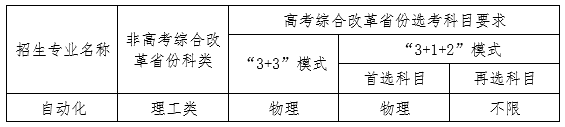 招生专业名称
非高考综合改
革省份科类
高考综合改革省份选考科目要求
“3+3”模式
“3+1+2”模式
首选科目
再选科目
自动化
理工类
物理
物理
不限